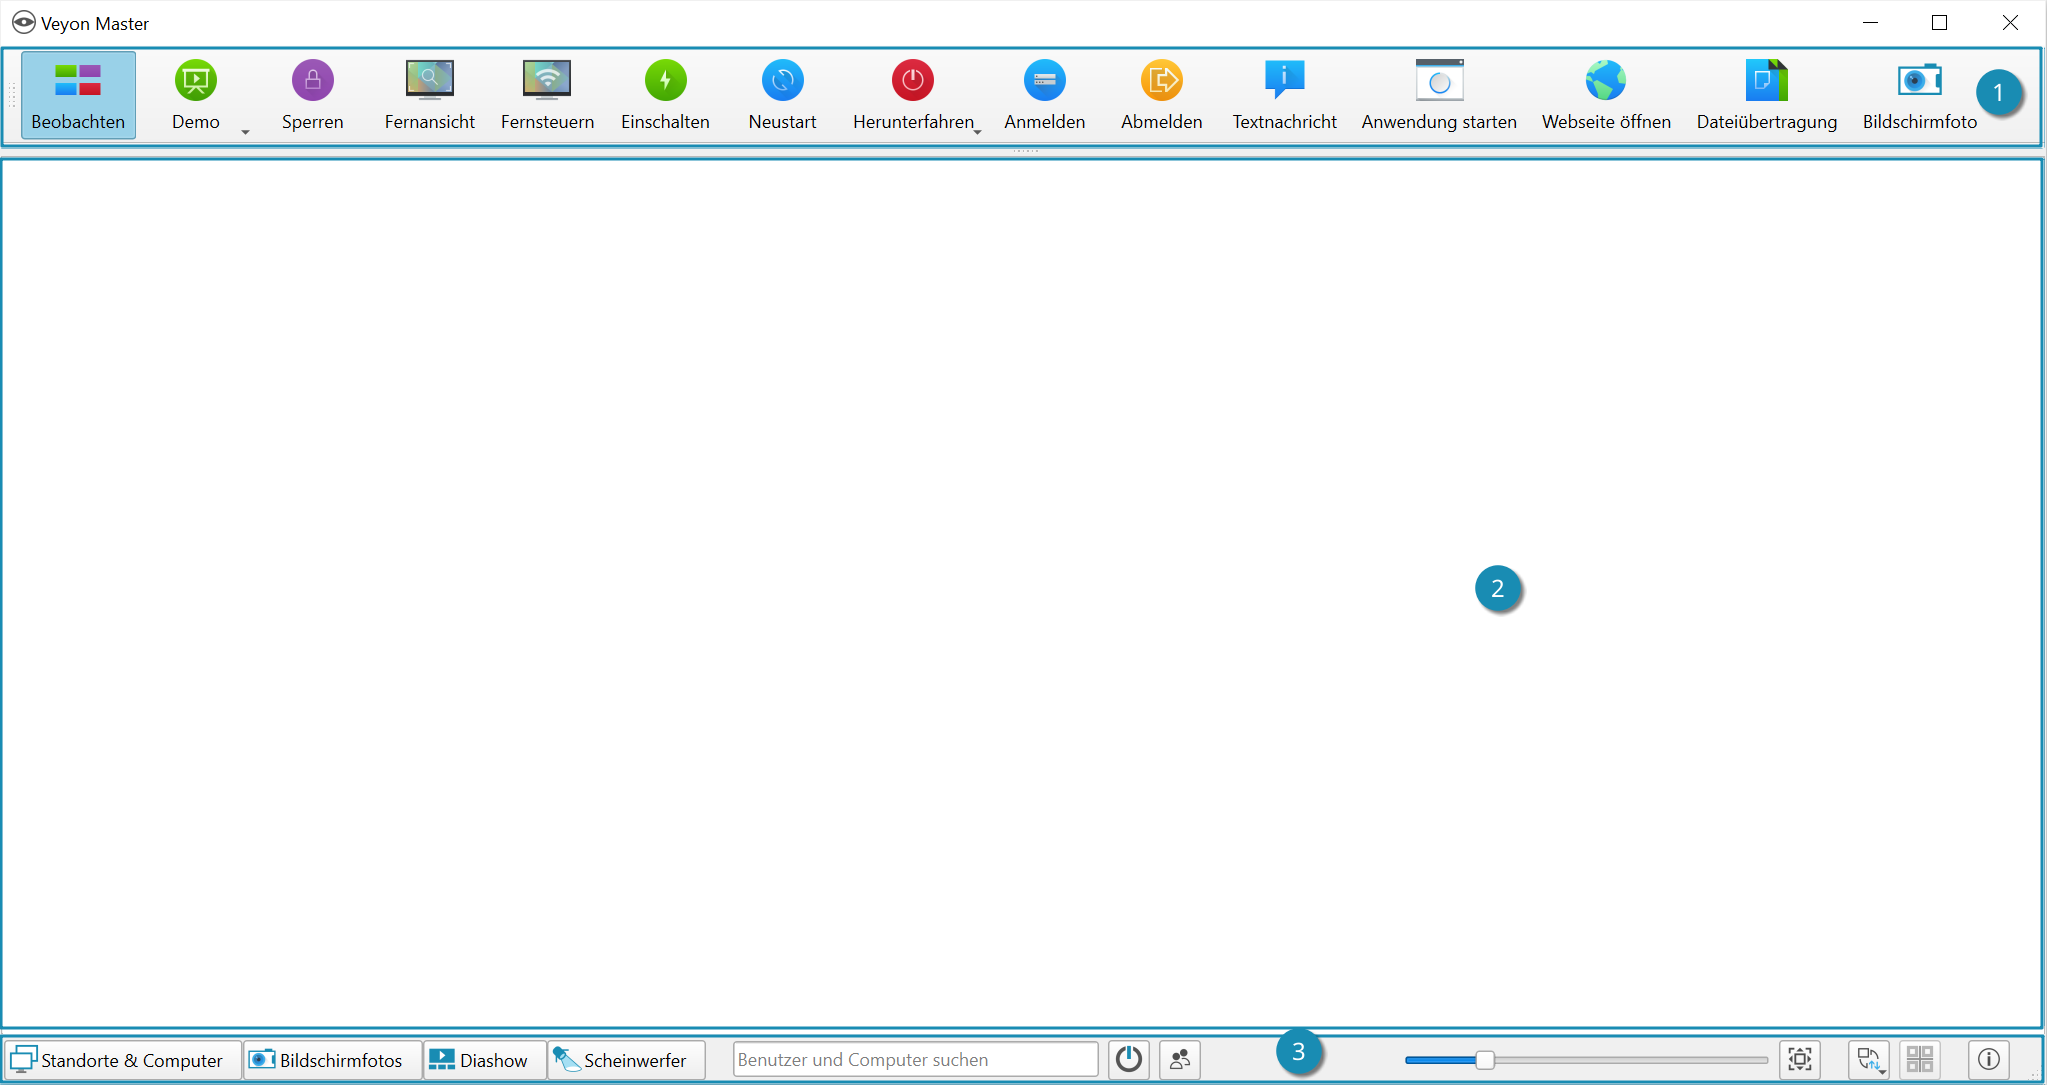 Veyon Master
Beobachten Demo Sperren Fernansicht Fernsteuern Einschalten Neustart Herunterfahren Anmelden Abmelden Textnachricht Anwendung starten Webseite öffnen Dateiübertragung Bildschirmfoto 1
2
Standorte & Computer Bildschirmfotos Diashow Scheinwerfer Benutzer und Computer suchen 3